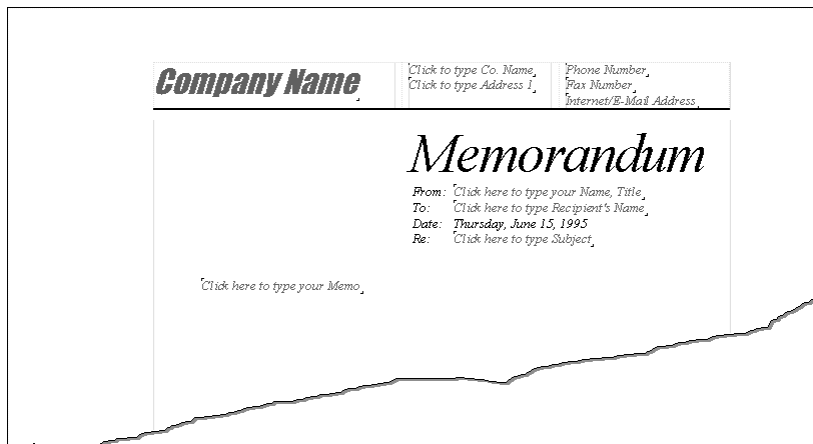 Company Name
Click to type Co. Name
Click to type Address 1
Phone Number
Fax Number
Internet/E-Mail Address
Memorandum
From: Click here to type your Name, Title
To: Click here to type Recipient's Name
Date: Thursday, June 15, 1995
Re: Click here to type Subject
Click here to type your Memo